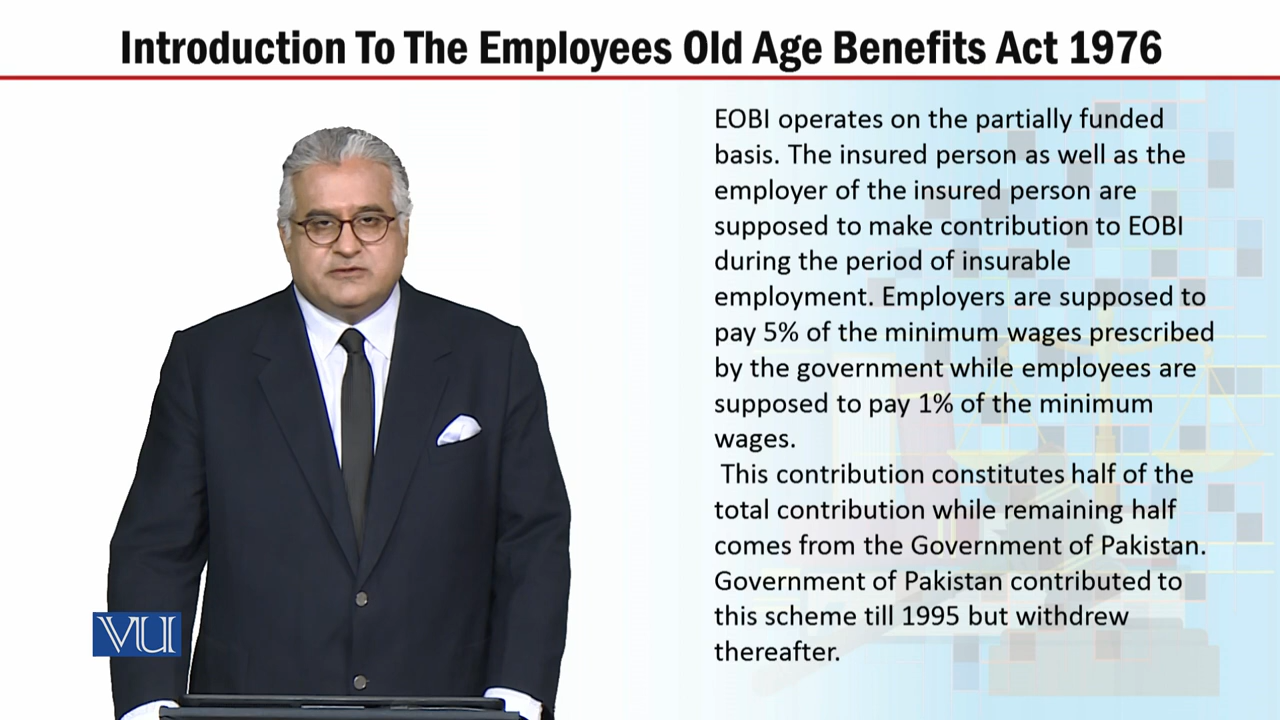 Introduction To The Employees Old Age Benefits Act 1976
EOBI operates on the partially funded
basis. The insured person as well as the
employer of the insured person are
supposed to make contribution to EOBI
during the period of insurable
employment. Employers are supposed to
pay 5% of the minimum wages prescribed
by the government while employees are
supposed to pay 1% of the minimum
wages.
This contribution constitutes half of the
total contribution while remaining half
comes from the Government of Pakistan.
Government of Pakistan contributed to
this scheme till 1995 but withdrew
thereafter.
VU